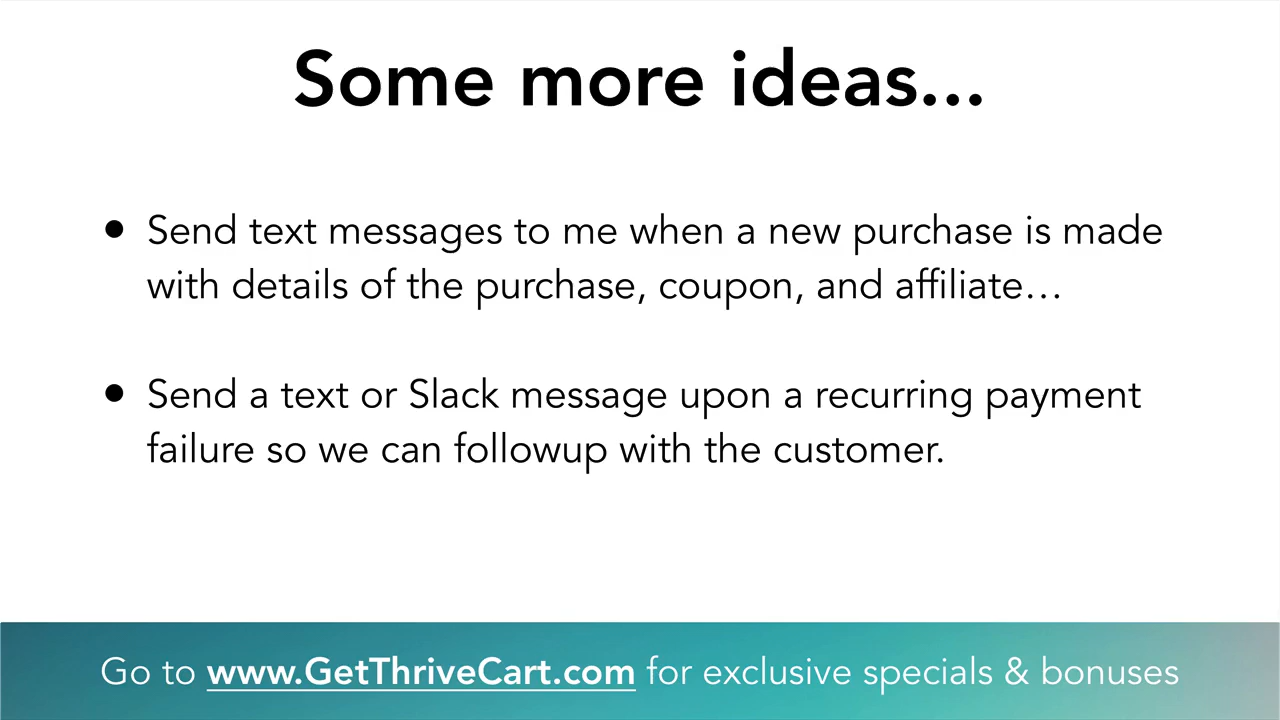 Some more ideas...
• Send text messages to me when a new purchase is made
with details of the purchase, coupon, and affiliate…
• Send a text or Slack message upon a recurring payment
failure so we can followup with the customer.
Go to www.GetThriveCart.com for exclusive specials & bonuses